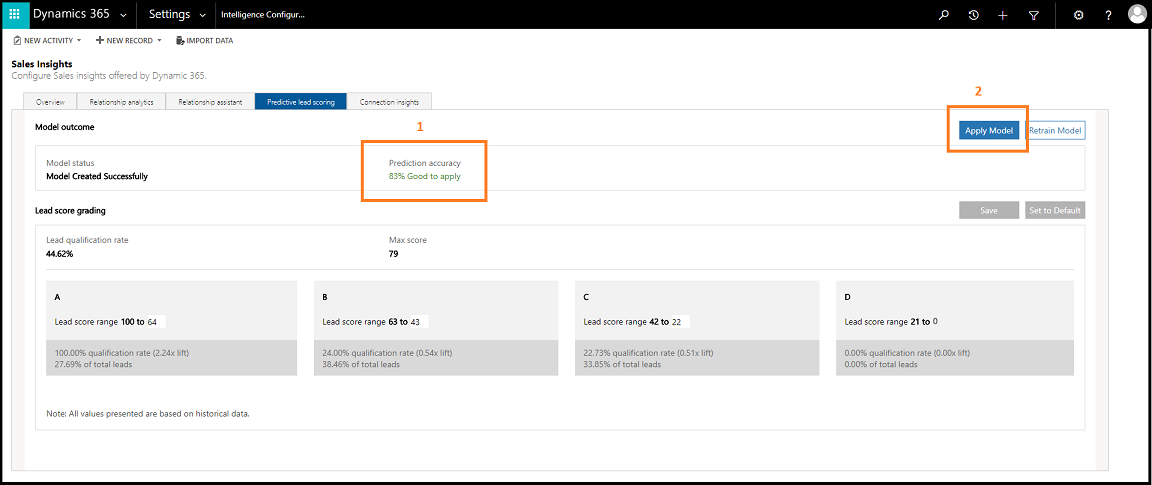 Dynamics 365 Settings Intelligence Configur... ?
NEW ACTIVITY NEW RECORD IMPORT DATA
Sales Insights
Configure Sales insights offered by Dynamic 365.
Overview Relationship analytics Relationship assistant Predictive lead scoring Connection insights
1 2
Model outcome Apply Model Retrain Model
Model status Prediction accuracy
Model Created Successfully 83% Good to apply
Lead score grading Save Set to Default
Lead qualification rate Max score
44.62% 79
A B C D
Lead score range 100 to 64 Lead score range 63 to 43 Lead score range 42 to 22 Lead score range 21 to 0
100.00% qualification rate (2.24x lift) 24.00% qualification rate (0.54x lift) 22.73% qualification rate (0.51x lift) 0.00% qualification rate (0.00x lift)
27.69% of total leads 38.46% of total leads 33.85% of total leads 0.00% of total leads
Note: All values presented are based on historical data.